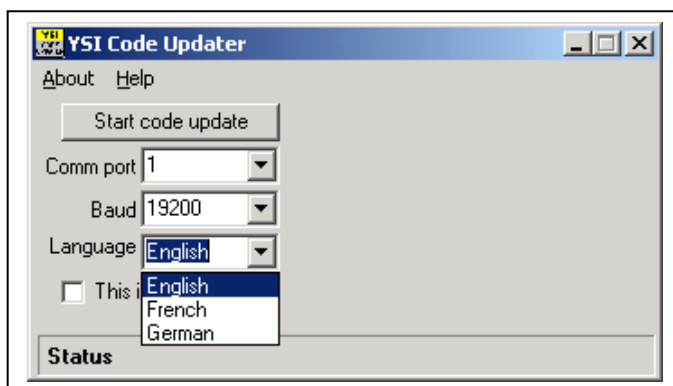 YSI Code Updater
About Help
Start code update
Comm port 1
Baud 19200
Language English
English
This
French
German
Status